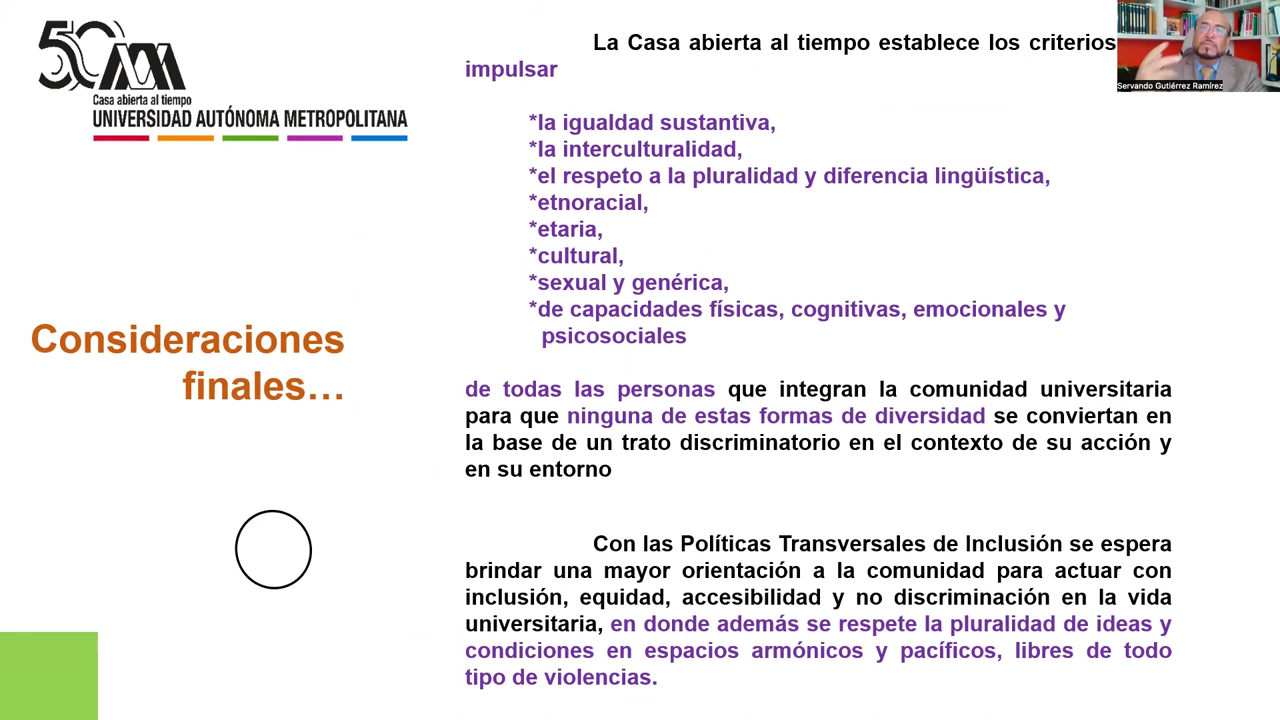 50
Casa abierta al tiempo
UNIVERSIDAD AUTÓNOMA METROPOLITANA
Consideraciones
finales…
La Casa abierta al tiempo establece los criterios
impulsar
*la igualdad sustantiva,
*la interculturalidad,
*el respeto a la pluralidad y diferencia lingüística,
*etnoracial,
*etaria,
*cultural,
*sexual y genérica,
*de capacidades físicas, cognitivas, emocionales y
psicosociales
de todas las personas que integran la comunidad universitaria
para que ninguna de estas formas de diversidad se conviertan en
la base de un trato discriminatorio en el contexto de su acción y
en su entorno
Con las Políticas Transversales de Inclusión se espera
brindar una mayor orientación a la comunidad para actuar con
inclusión, equidad, accesibilidad y no discriminación en la vida
universitaria, en donde además se respete la pluralidad de ideas y
condiciones en espacios armónicos y pacíficos, libres de todo
tipo de violencias.
Servando Gutiérrez Ramírez